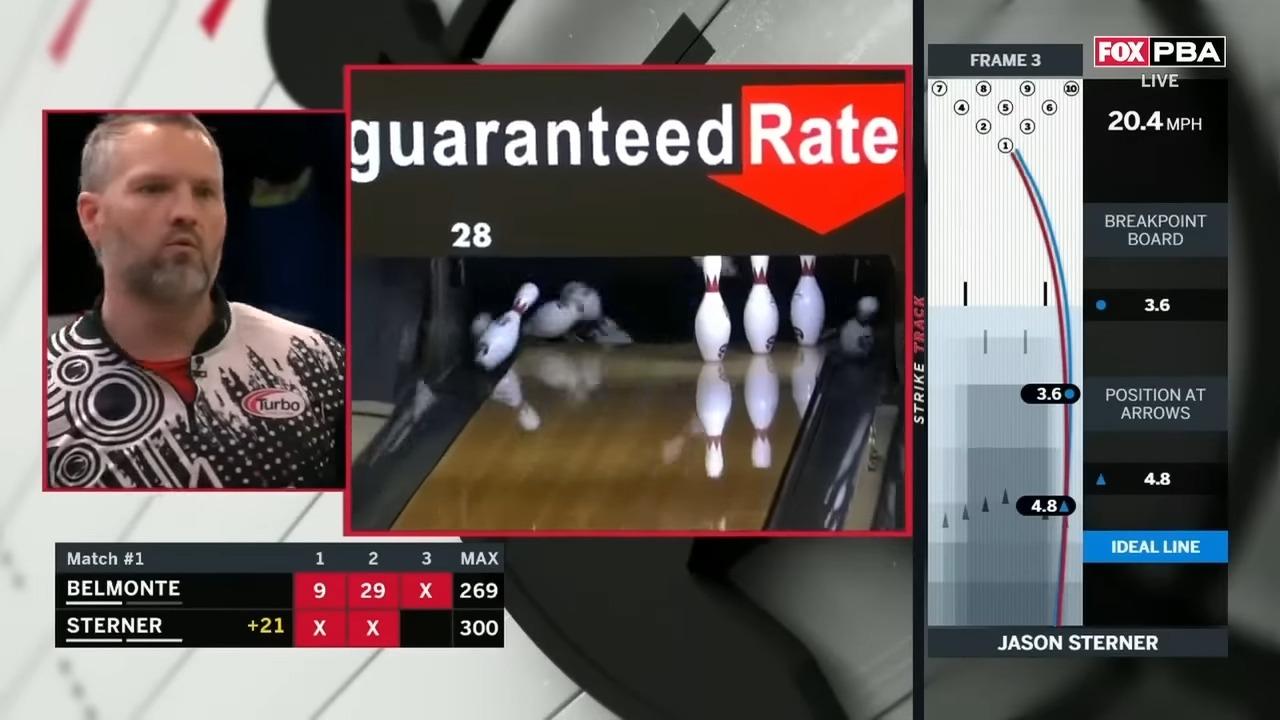 guaranteed Rate
28
Turbo
Match #1 1 2 3 MAX
BELMONTE 9 29 X 269
STERNER +21 X X 300
STRIKE TRACK
FRAME 3
7 8 9 10
4 5 6
2 3
1
3.6
4.8
FOX PBA
LIVE
20.4 MPH
BREAKPOINT
BOARD
3.6
POSITION AT
ARROWS
4.8
IDEAL LINE
JASON STERNER